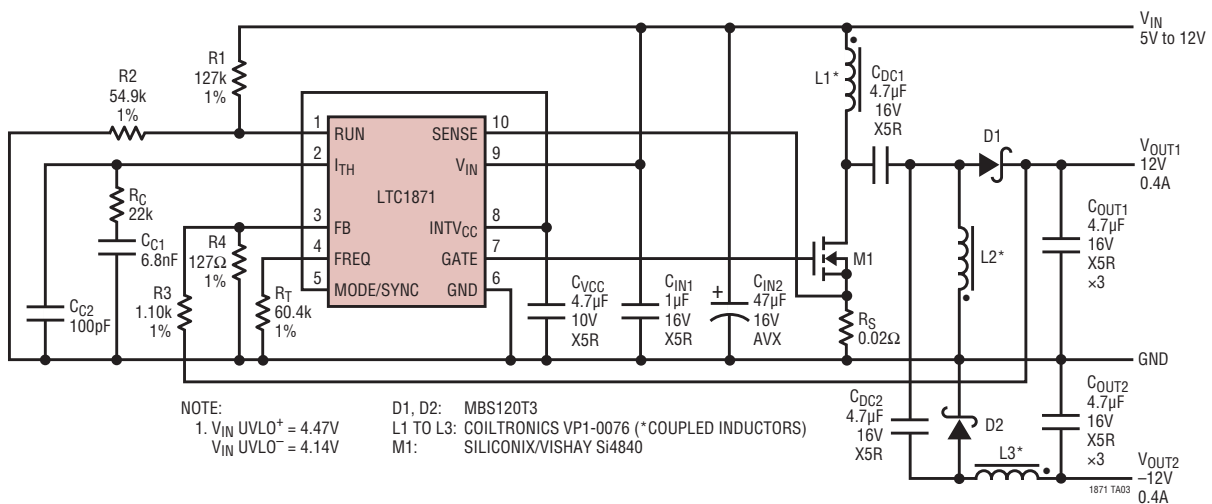 VIN
5V to 12V
R1
127k
1%
R2
54.9k
1%
L1*
CDC1
4.7µF
16V
X5R
D1
VOUT1
12V
0.4A
1
RUN
SENSE
10
2
ITH
VIN
9
LTC1871
3
FB
INTVCC
8
4
FREQ
GATE
7
5
MODE/SYNC
GND
6
RC
22k
CC1
6.8nF
R4
127Ω
1%
R3
1.10k
1%
CC2
100pF
RT
60.4k
1%
CVCC
4.7µF
10V
X5R
CIN1
1µF
16V
X5R
+
CIN2
47µF
16V
AVX
M1
RS
0.02Ω
L2*
COUT1
4.7µF
16V
X5R
×3
GND
CDC2
4.7µF
16V
X5R
D2
L3*
COUT2
4.7µF
16V
X5R
×3
VOUT2
–12V
0.4A
NOTE:
1. VIN UVLO+ = 4.47V
VIN UVLO– = 4.14V
D1, D2: MBS120T3
L1 TO L3: COILTRONICS VP1-0076 (*COUPLED INDUCTORS)
M1: SILICONIX/VISHAY Si4840
1871 TA03